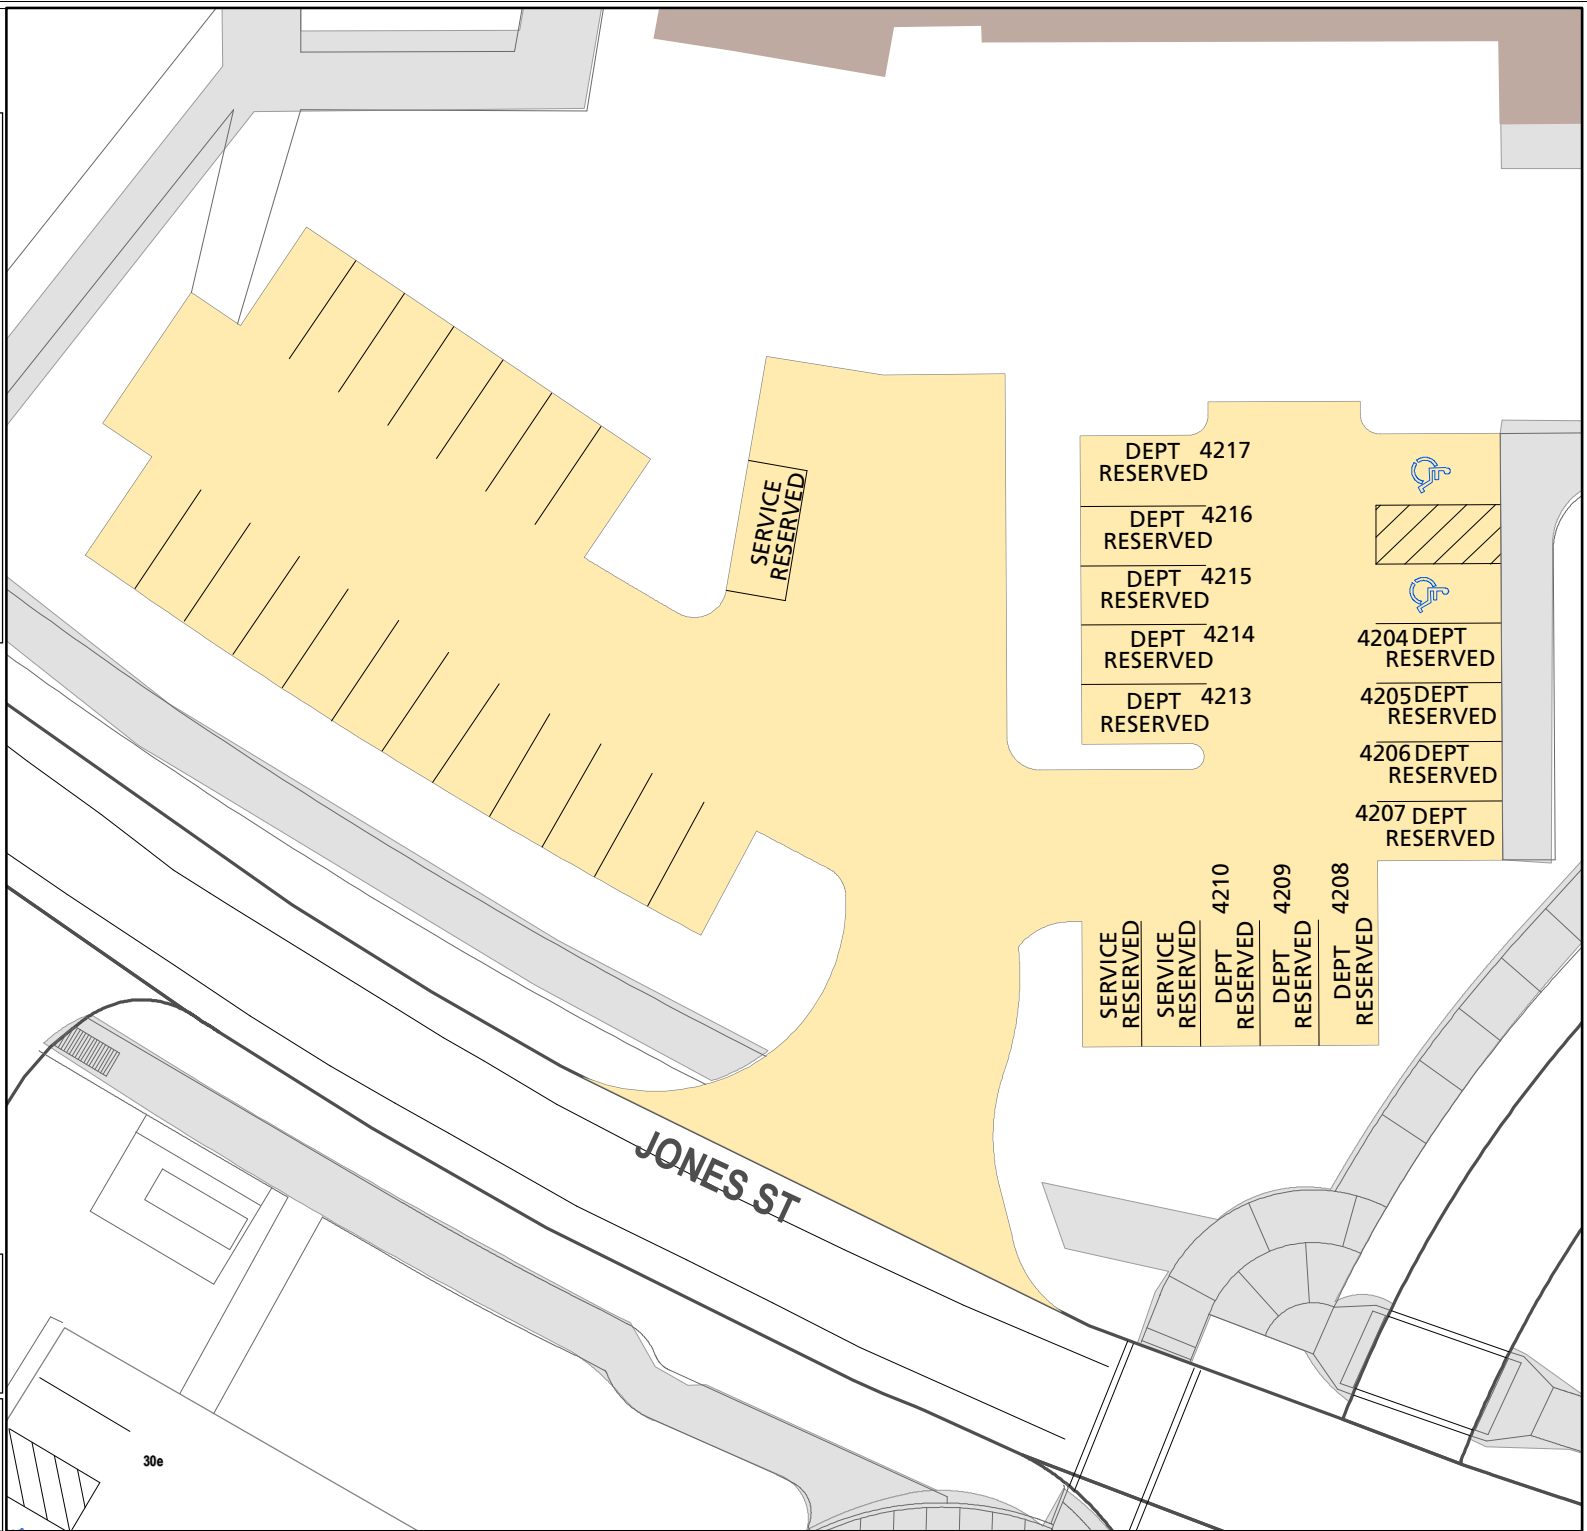 DEPT 4217
RESERVED
DEPT 4216
RESERVED
DEPT 4215
RESERVED
DEPT 4214
RESERVED
DEPT 4213
RESERVED
SERVICE
RESERVED
4204 DEPT
RESERVED
4205 DEPT
RESERVED
4206 DEPT
RESERVED
4207 DEPT
RESERVED
SERVICE
RESERVED
SERVICE
RESERVED
DEPT 4210
RESERVED
DEPT 4209
RESERVED
DEPT 4208
RESERVED
JONES ST
30e